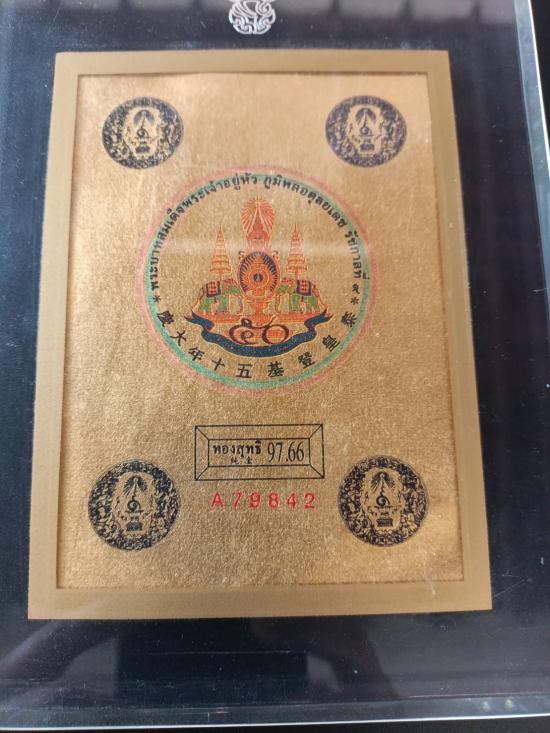 * พระบาทสมเด็จพระเจ้าอยู่หัว ภูมิพลอดุลยเดช รัชกาลที่ ๙ *
๕๐
泰皇登基五十年大慶
ทองสุทธิ 97.66
純金
A79842